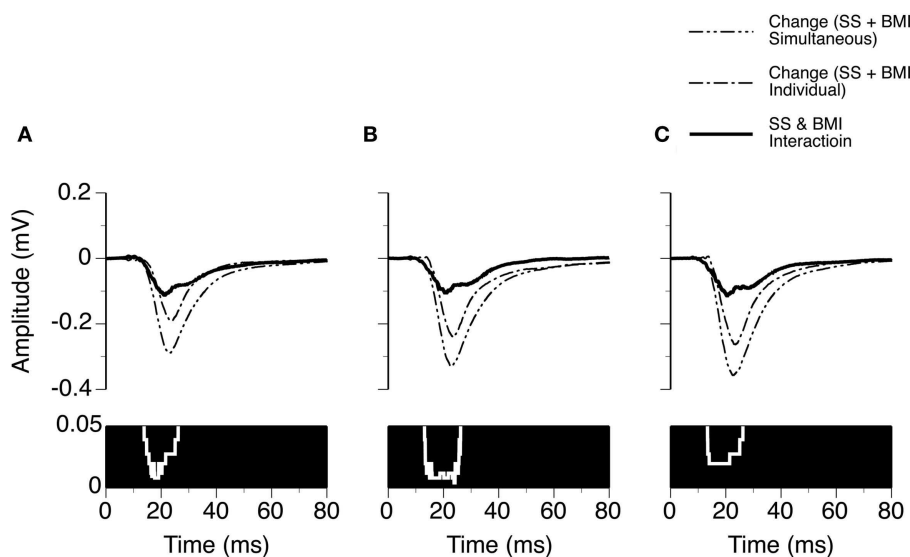 Change (SS + BMI
Simultaneous)
Change (SS + BMI
Individual)
SS & BMI
Interactioin
A
B
C
Amplitude (mV)
0.2
0
-0.2
-0.4
0.05
0
0 20 40 60 80
0 20 40 60 80
0 20 40 60 80
Time (ms)
Time (ms)
Time (ms)